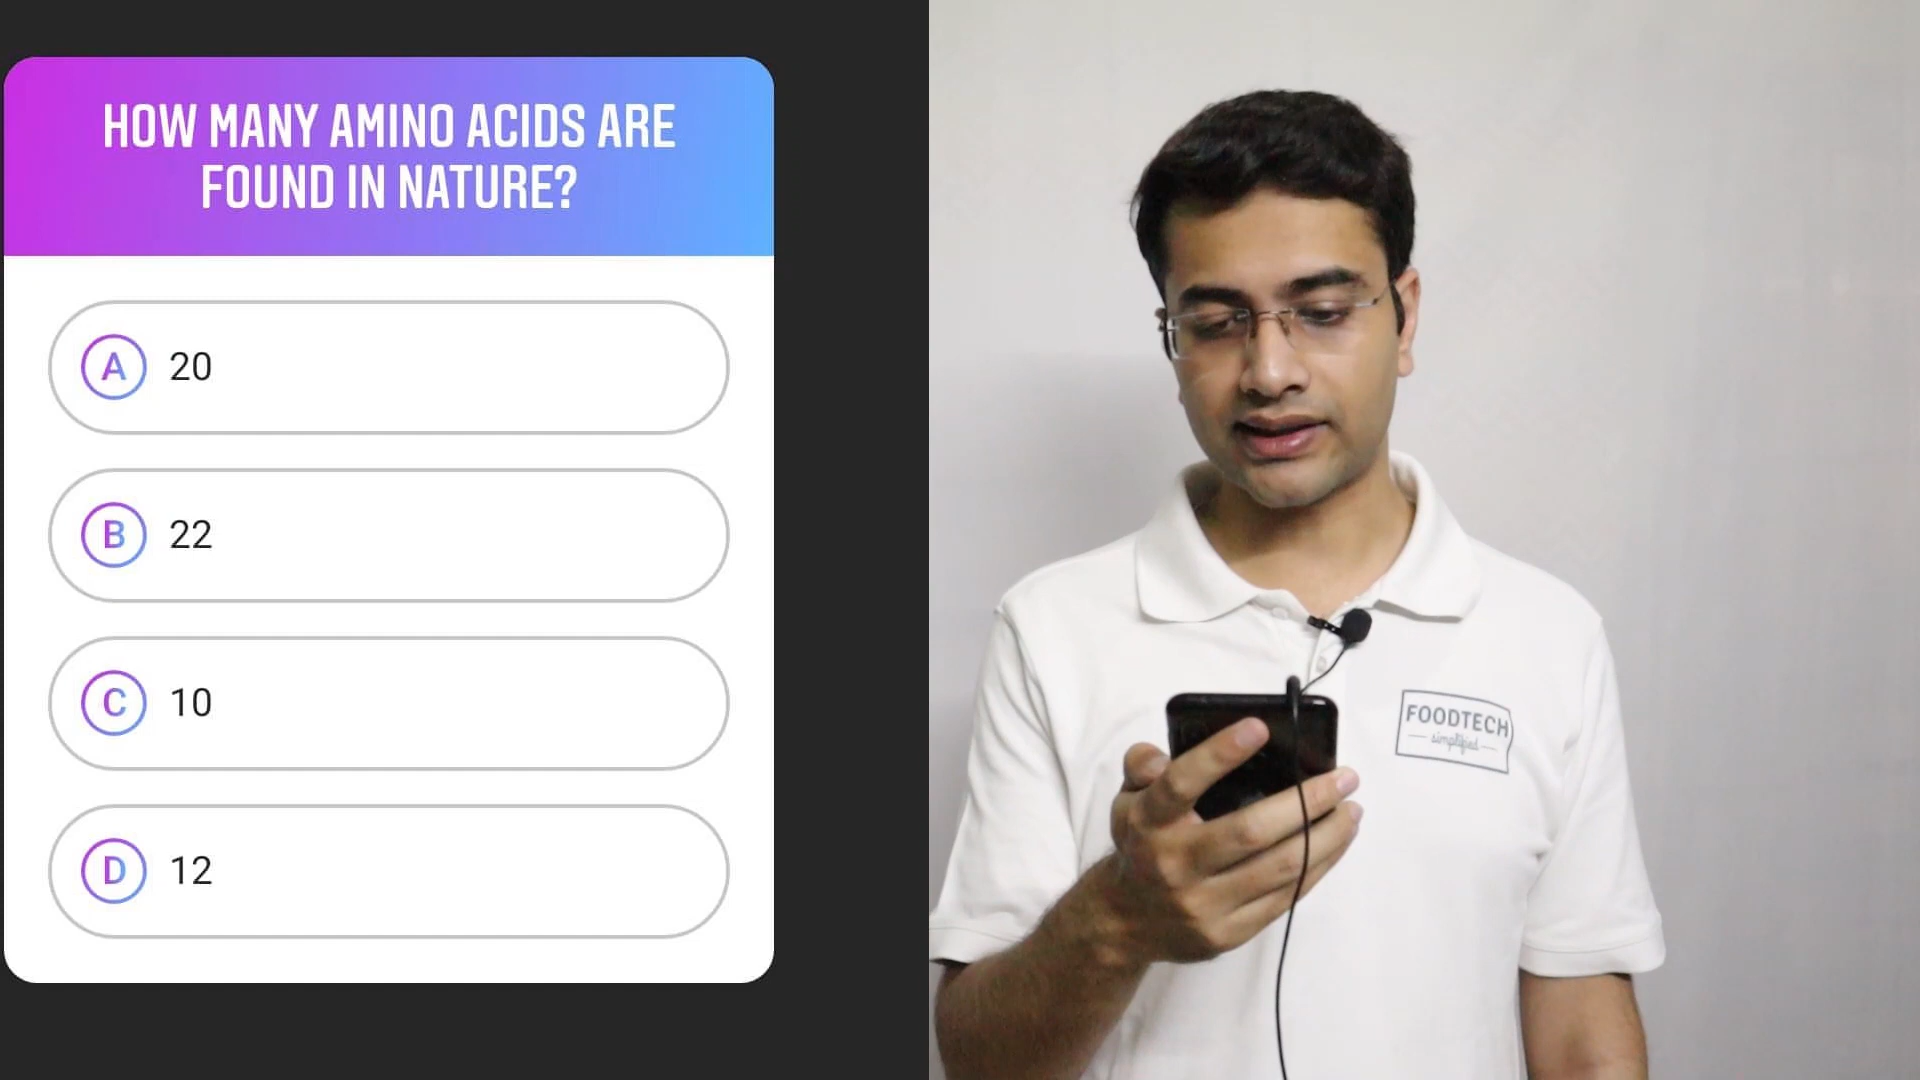 HOW MANY AMINO ACIDS ARE
FOUND IN NATURE?
A 20
B 22
C 10
D 12
FOODTECH
simplified